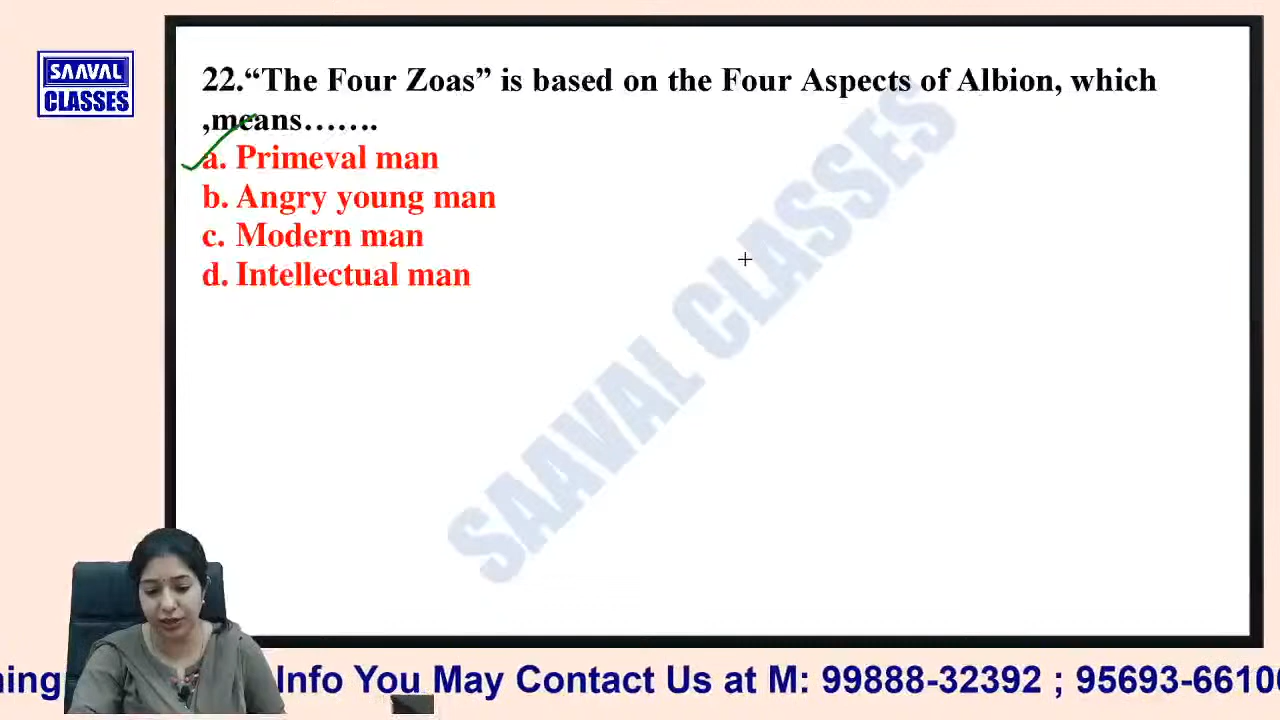 SAAVAL
CLASSES
22.“The Four Zoas” is based on the Four Aspects of Albion, which
,means…….
a. Primeval man
b. Angry young man
c. Modern man
d. Intellectual man
SAAVAL CLASSES
Info You May Contact Us at M: 99888-32392 ; 95693-6610